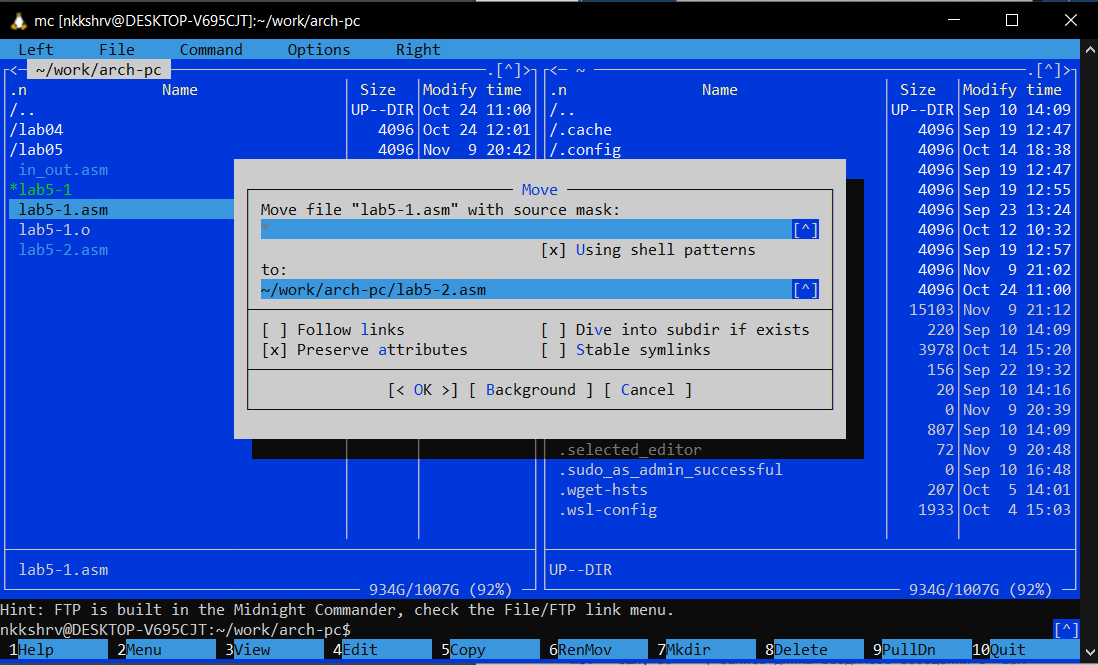 mc [nkkshrv@DESKTOP-V695CJT]:~/work/arch-pc
Left File Command Options Right
<- ~/work/arch-pc .[^]> <- ~ .[^]>
.n Name Size Modify time .n Name Size Modify time
/.. UP--DIR Oct 24 11:00 /.. UP--DIR Sep 10 14:09
/lab04 4096 Oct 24 12:01 /.cache 4096 Sep 19 12:47
/lab05 4096 Nov 9 20:42 /.config 4096 Oct 14 18:38
in_out.asm 4096 Sep 19 12:47
*lab5-1 Move 4096 Sep 19 12:55
lab5-1.asm Move file "lab5-1.asm" with source mask: 4096 Sep 23 13:24
lab5-1.o * [^] 4096 Oct 12 10:32
lab5-2.asm [x] Using shell patterns 4096 Sep 19 12:57
to: 4096 Nov 9 21:02
~/work/arch-pc/lab5-2.asm [^] 4096 Oct 24 11:00
15103 Nov 9 21:12
[ ] Follow links [ ] Dive into subdir if exists 220 Sep 10 14:09
[x] Preserve attributes [ ] Stable symlinks 3978 Oct 14 15:20
156 Sep 22 19:32
[< OK >] [ Background ] [ Cancel ] 20 Sep 10 14:16
0 Nov 9 20:39
807 Sep 10 14:09
.selected_editor 72 Nov 9 20:48
.sudo_as_admin_successful 0 Sep 10 16:48
.wget-hsts 207 Oct 5 14:01
.wsl-config 1933 Oct 4 15:03
lab5-1.asm UP--DIR
934G/1007G (92%) 934G/1007G (92%)
Hint: FTP is built in the Midnight Commander, check the File/FTP link menu.
nkkshrv@DESKTOP-V695CJT:~/work/arch-pc$ [^]
1Help 2Menu 3View 4Edit 5Copy 6RenMov 7Mkdir 8Delete 9PullDn 10Quit